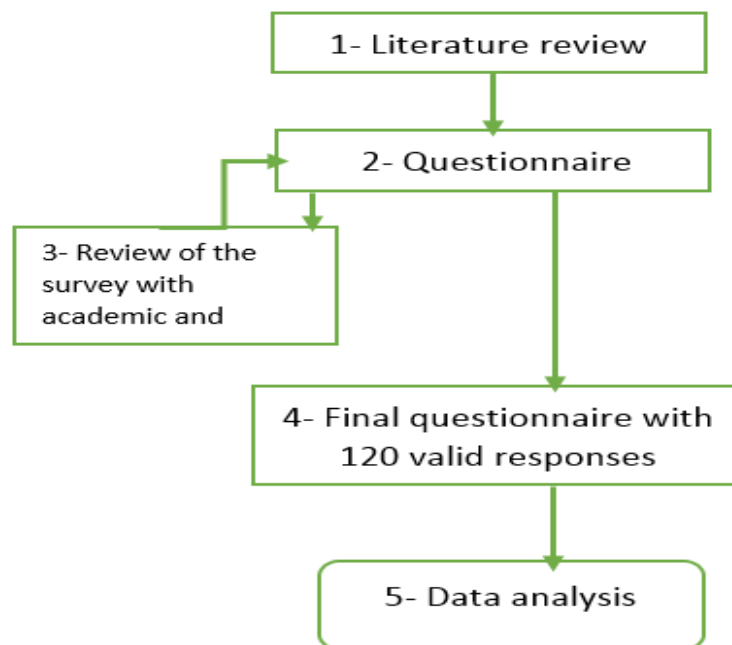 1- Literature review
2- Questionnaire
3- Review of the
survey with
academic and
4- Final questionnaire with
120 valid responses
5- Data analysis